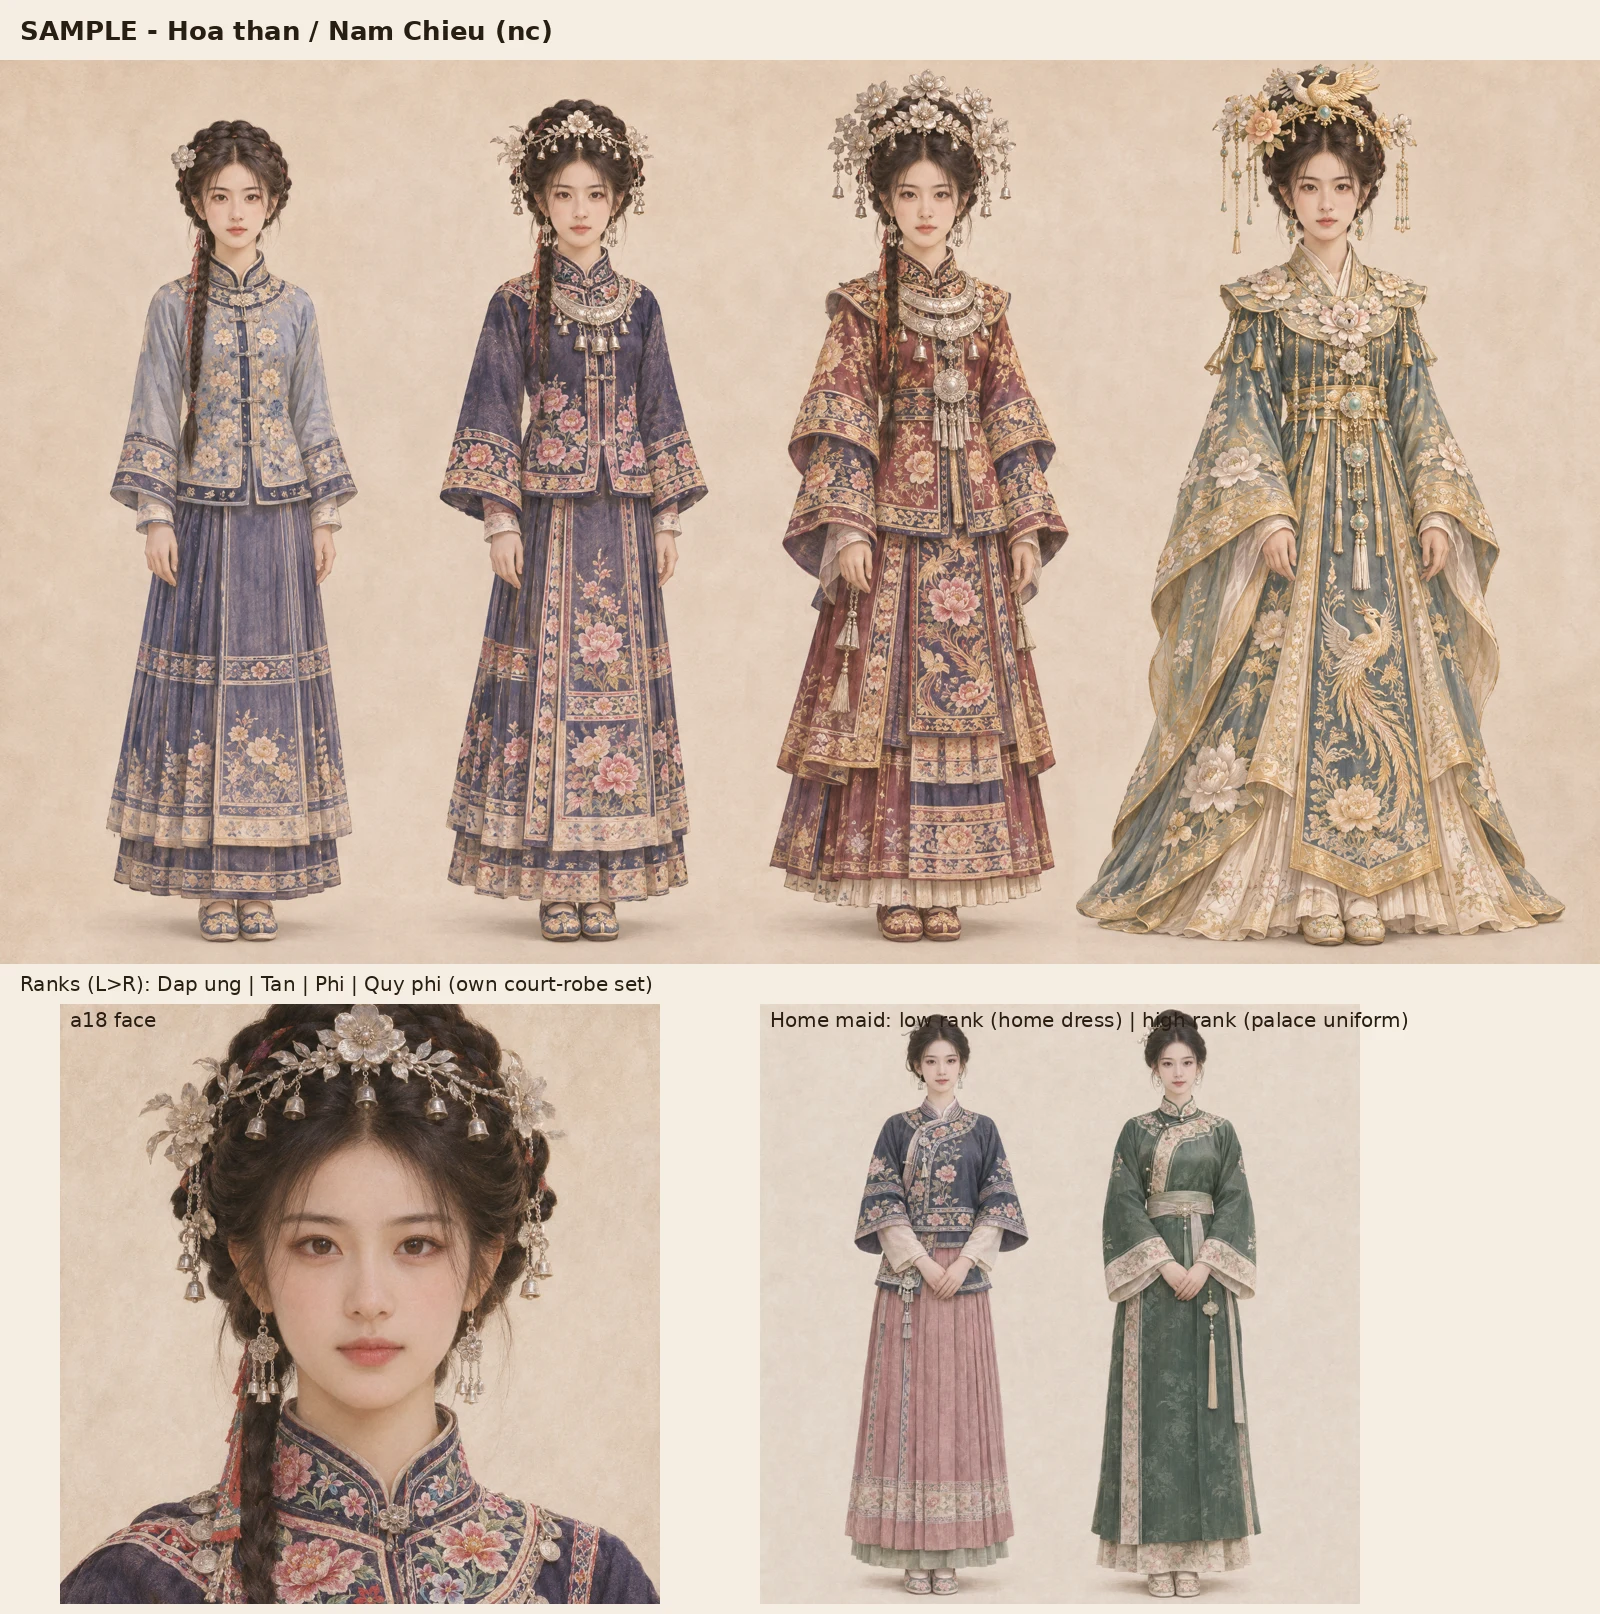 SAMPLE - Hoa than / Nam Chieu (nc)
Ranks (L>R): Dap ung | Tan | Phi | Quy phi (own court-robe set)
a18 face
Home maid: low rank (home dress) | high rank (palace uniform)